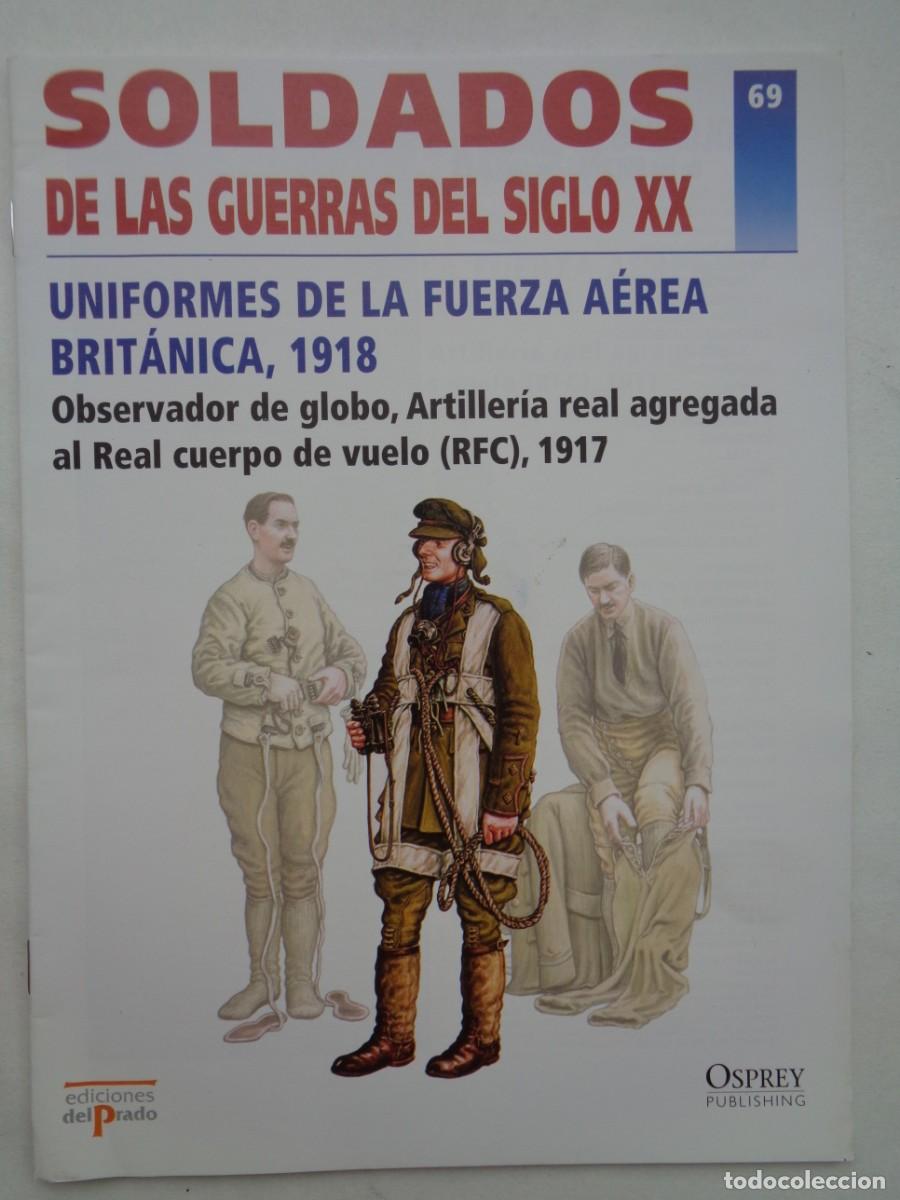 SOLDADOS
69
DE LAS GUERRAS DEL SIGLO XX
UNIFORMES DE LA FUERZA AÉREA
BRITÁNICA, 1918
Observador de globo, Artillería real agregada
al Real cuerpo de vuelo (RFC), 1917
ediciones
del Prado
OSPREY
PUBLISHING
todocoleccion